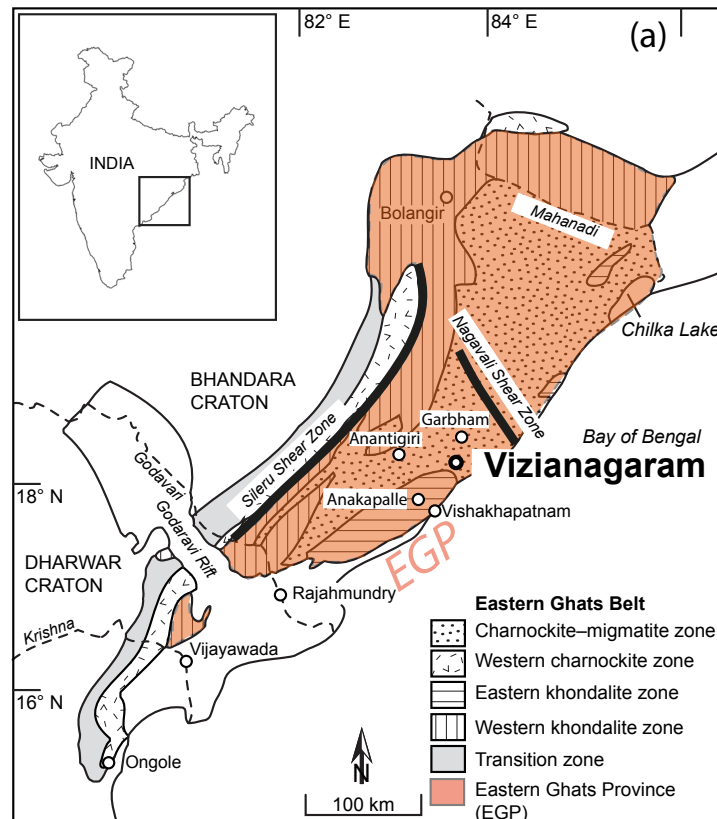 82° E
84° E
(a)
INDIA
Bolangir
Mahanadi
Chilka Lake
Nagavali Shear Zone
BHANDARA
CRATON
Sileru Shear Zone
Garbham
Anantigiri
Bay of Bengal
Vizianagaram
Godavari
18° N
Anakapalle
Vishakhapatnam
Godaravi Rift
EGP
DHARWAR
CRATON
Rajahmundry
Krishna
Vijayawada
16° N
Ongole
N
100 km
Eastern Ghats Belt
Charnockite–migmatite zone
Western charnockite zone
Eastern khondalite zone
Western khondalite zone
Transition zone
Eastern Ghats Province
(EGP)